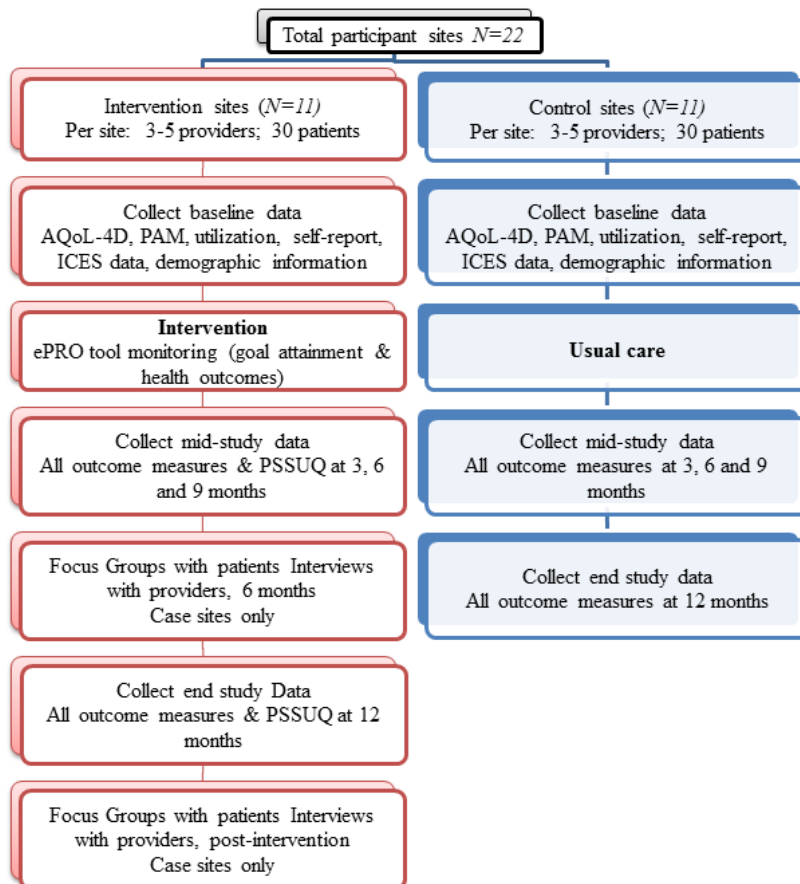 Total participant sites N=22
Intervention sites (N=11)
Per site: 3-5 providers; 30 patients
Collect baseline data
AQoL-4D, PAM, utilization, self-report,
ICES data, demographic information
Intervention
ePRO tool monitoring (goal attainment &
health outcomes)
Collect mid-study data
All outcome measures & PSSUQ at 3, 6
and 9 months
Focus Groups with patients Interviews
with providers, 6 months
Case sites only
Collect end study Data
All outcome measures & PSSUQ at 12
months
Focus Groups with patients Interviews
with providers, post-intervention
Case sites only
Control sites (N=11)
Per site: 3-5 providers; 30 patients
Collect baseline data
AQoL-4D, PAM, utilization, self-report,
ICES data, demographic information
Usual care
Collect mid-study data
All outcome measures at 3, 6 and 9
months
Collect end study data
All outcome measures at 12 months